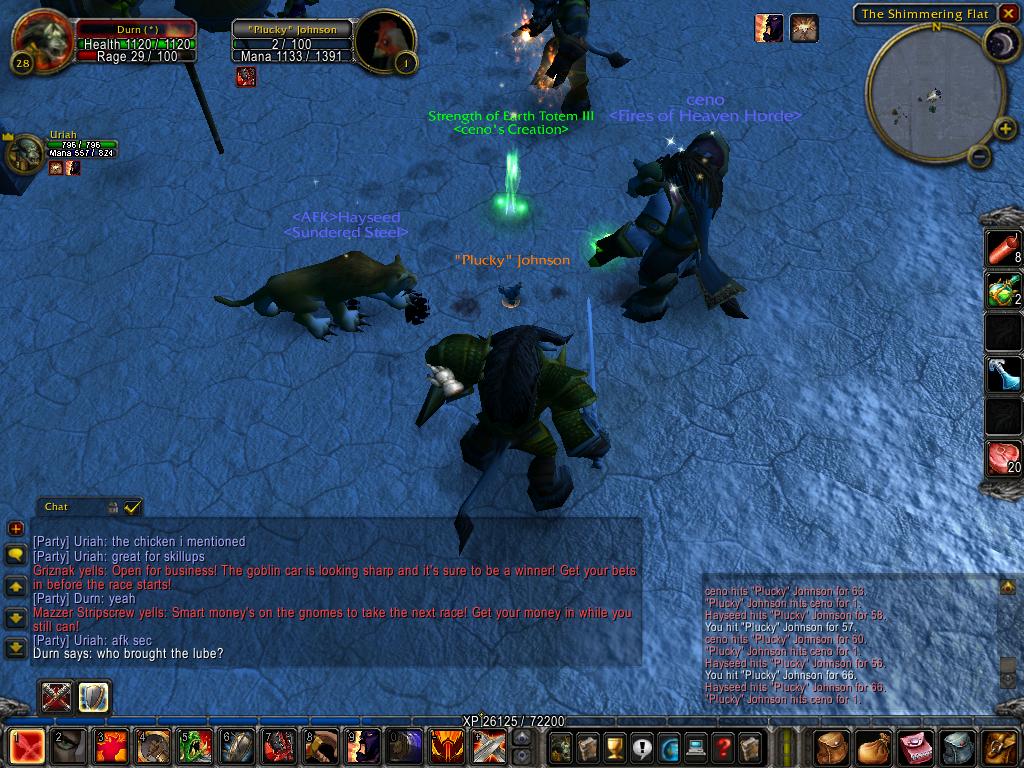 Durn (*)
Health 1120 / 1120
Rage 29 / 100
28
"Plucky" Johnson
2 / 100
Mana 1133 / 1391
1
The Shimmering Flat
N
Uriah
796 / 796
Mana 557 / 824
Strength of Earth Totem III
<ceno's Creation>
ceno
<Fires of Heaven Horde>
<AFK>Hayseed
<Sundered Steel>
"Plucky" Johnson
8
2
20
Chat
[Party] Uriah: the chicken i mentioned
[Party] Uriah: great for skillups
Griznak yells: Open for business! The goblin car is looking sharp and it's sure to be a winner! Get your bets
in before the race starts!
[Party] Durn: yeah
Mazzer Stripscrew yells: Smart money's on the gnomes to take the next race! Get your money in while you
still can!
[Party] Uriah: afk sec
Durn says: who brought the lube?
ceno hits "Plucky" Johnson for 63.
"Plucky" Johnson hits ceno for 1.
Hayseed hits "Plucky" Johnson for 58.
You hit "Plucky" Johnson for 57.
ceno hits "Plucky" Johnson for 60.
"Plucky" Johnson hits ceno for 1.
Hayseed hits "Plucky" Johnson for 56.
You hit "Plucky" Johnson for 66.
Hayseed hits "Plucky" Johnson for 66.
"Plucky" Johnson hits ceno for 1.
XP 26125 / 72200
1 2 3 4 5 6 7 8 9 0